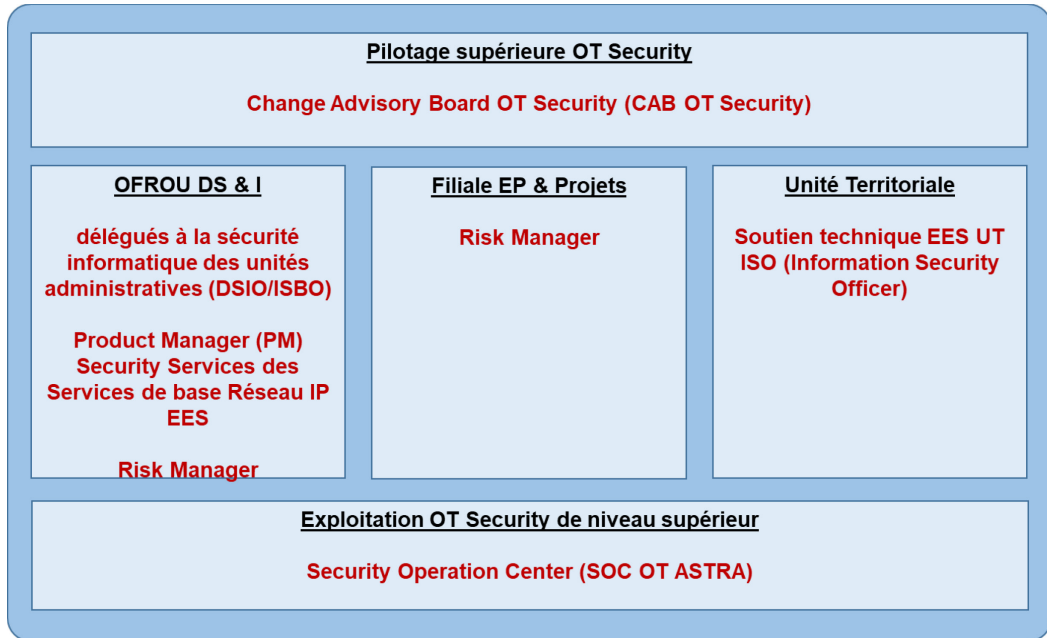 Pilotage supérieure OT Security
Change Advisory Board OT Security (CAB OT Security)
OFROU DS & I
délégués à la sécurité
informatique des unités
administratives (DSIO/ISBO)
Product Manager (PM)
Security Services des
Services de base Réseau IP
EES
Risk Manager
Filiale EP & Projets
Risk Manager
Unité Territoriale
Soutien technique EES UT
ISO (Information Security
Officer)
Exploitation OT Security de niveau supérieur
Security Operation Center (SOC OT ASTRA)